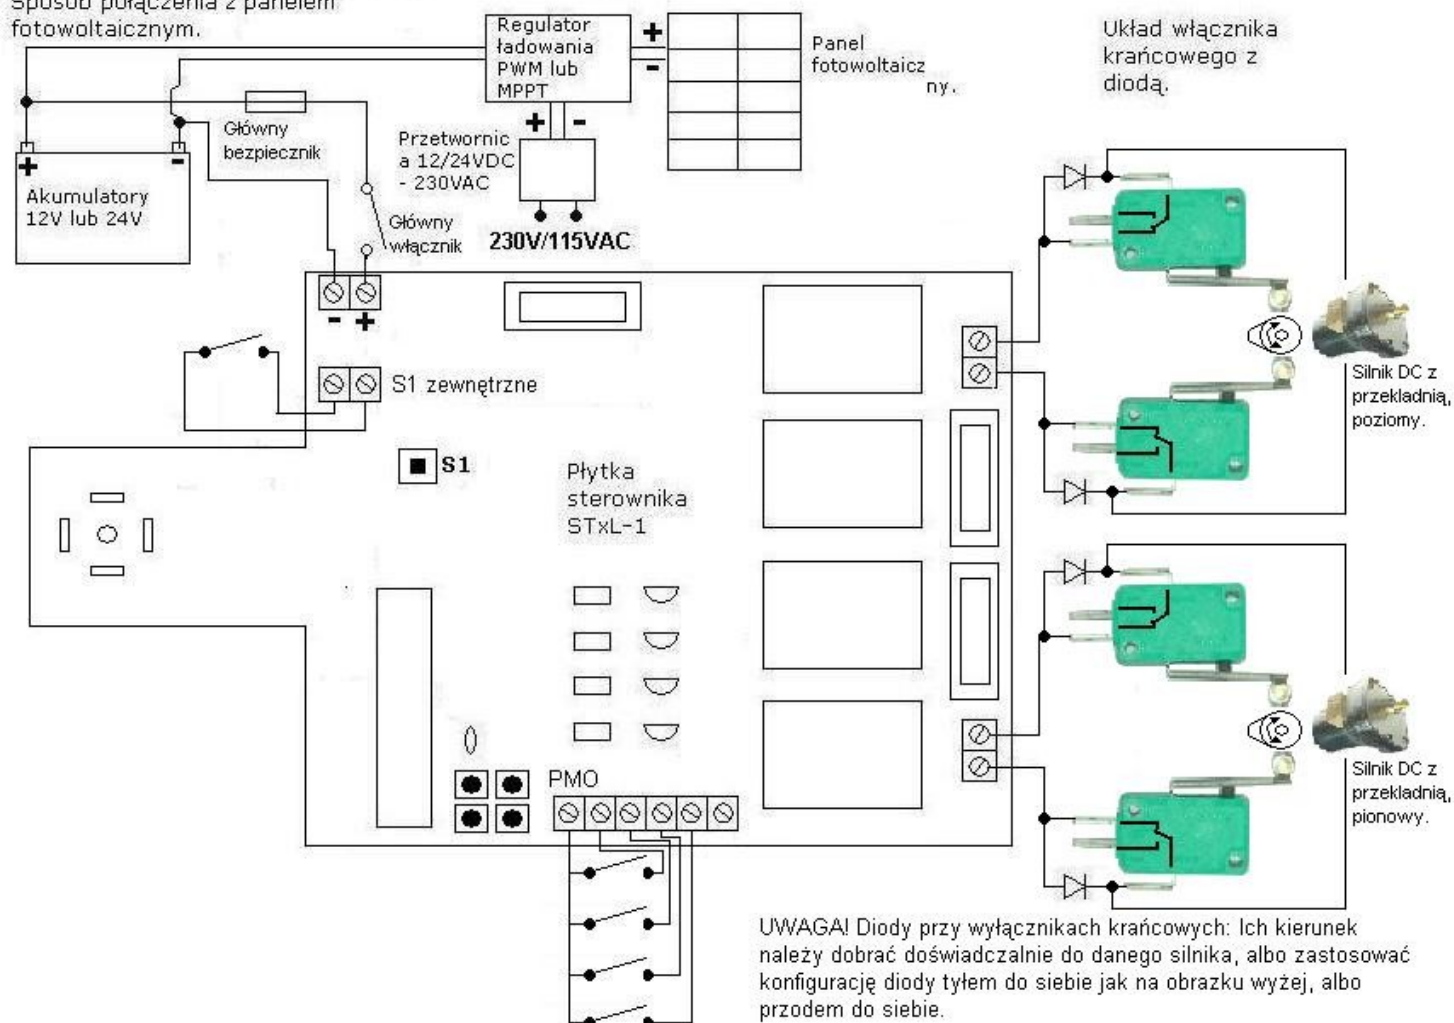 Sposób połączenia z panelem
fotowoltaicznym.
Regulator
ładowania
PWM lub
MPPT
+
-
Panel
fotowoltaicz
ny.
Układ włącznika
krańcowego z
diodą.
Główny
bezpiecznik
Przetwornic
a 12/24VDC
- 230VAC
+
-
+
-
Akumulatory
12V lub 24V
Główny
włącznik
230V/115VAC
-
+
S1 zewnętrzne
S1
Płytka
sterownika
STxL-1
Silnik DC z
przekladnią,
poziomy.
PMO
Silnik DC z
przekladnią,
pionowy.
UWAGA! Diody przy wyłącznikach krańcowych: Ich kierunek
należy dobrać doświadczalnie do danego silnika, albo zastosować
konfigurację diody tyłem do siebie jak na obrazku wyżej, albo
przodem do siebie.